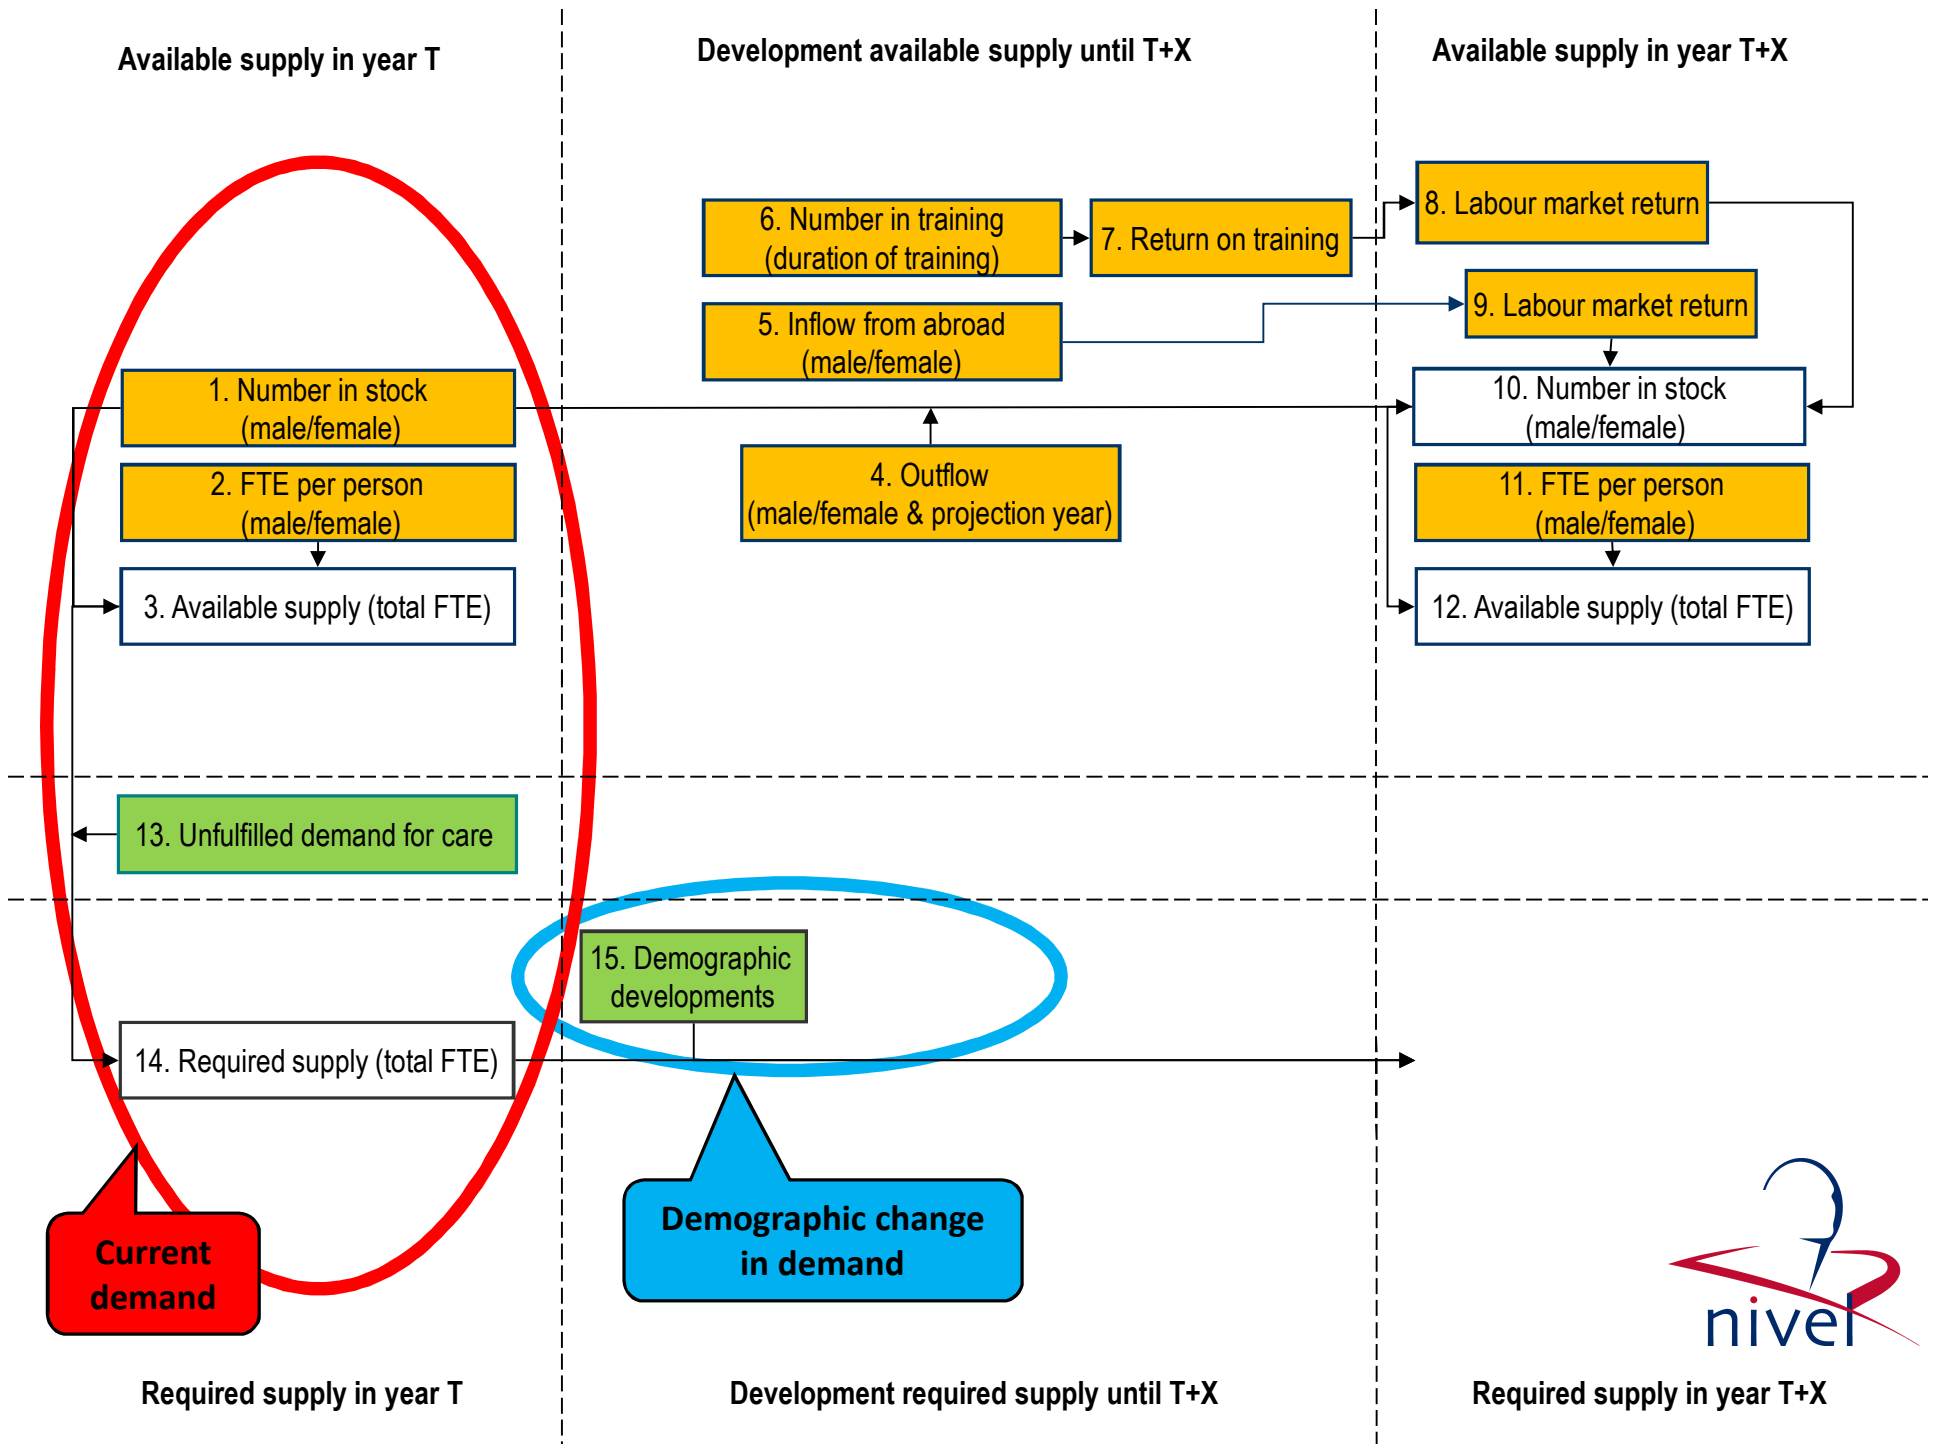 Available supply in year T
Development available supply until T+X
Available supply in year T+X
6. Number in training
(duration of training)
7. Return on training
8. Labour market return
5. Inflow from abroad
(male/female)
9. Labour market return
1. Number in stock
(male/female)
10. Number in stock
(male/female)
2. FTE per person
(male/female)
4. Outflow
(male/female & projection year)
11. FTE per person
(male/female)
3. Available supply (total FTE)
12. Available supply (total FTE)
13. Unfulfilled demand for care
15. Demographic
developments
14. Required supply (total FTE)
Current
demand
Demographic change
in demand
nivel
Required supply in year T
Development required supply until T+X
Required supply in year T+X